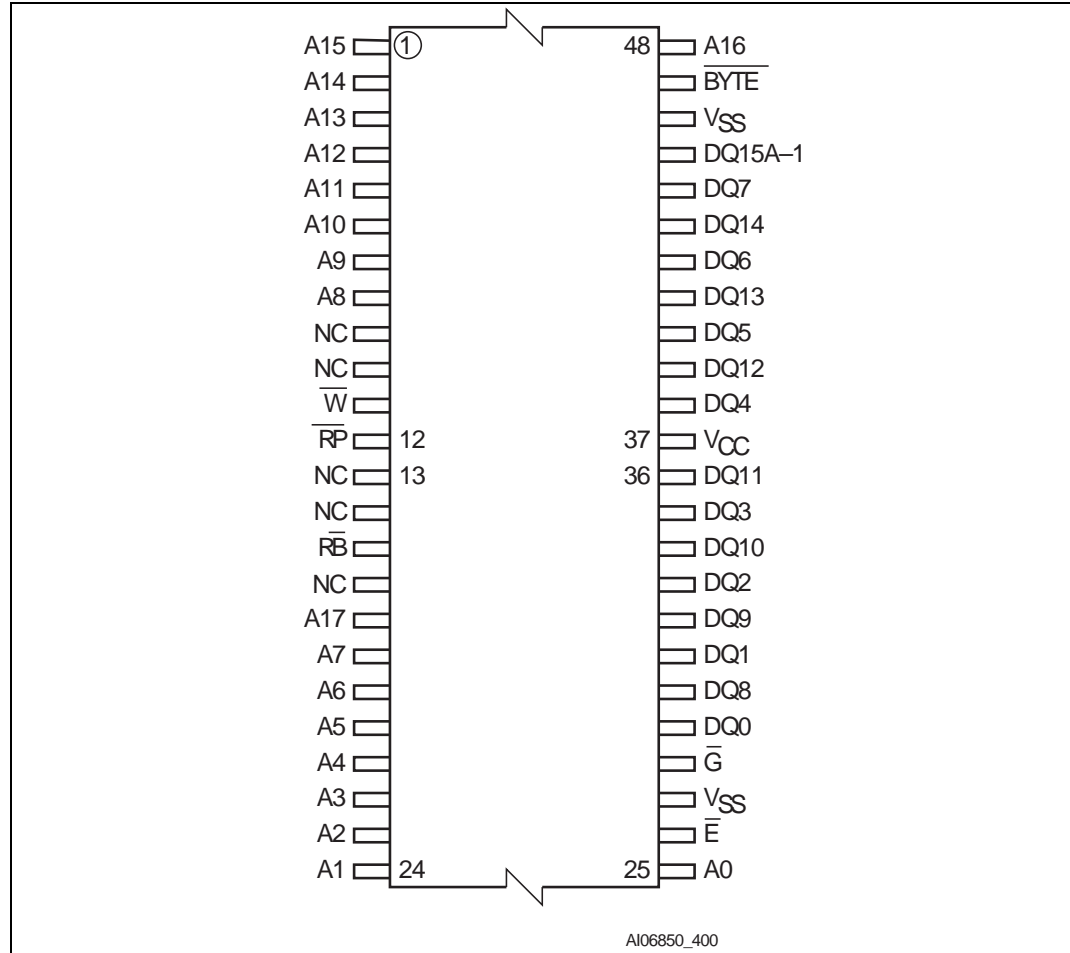 A15 1 48 A16
A14 B̅Y̅T̅E̅
A13 VSS
A12 DQ15A–1
A11 DQ7
A10 DQ14
A9 DQ6
A8 DQ13
NC DQ5
NC DQ12
W̅ DQ4
R̅P̅ 12 37 VCC
NC 13 36 DQ11
NC DQ3
RB̅ DQ10
NC DQ2
A17 DQ9
A7 DQ1
A6 DQ8
A5 DQ0
A4 G̅
A3 VSS
A2 E̅
A1 24 25 A0
AI06850_400